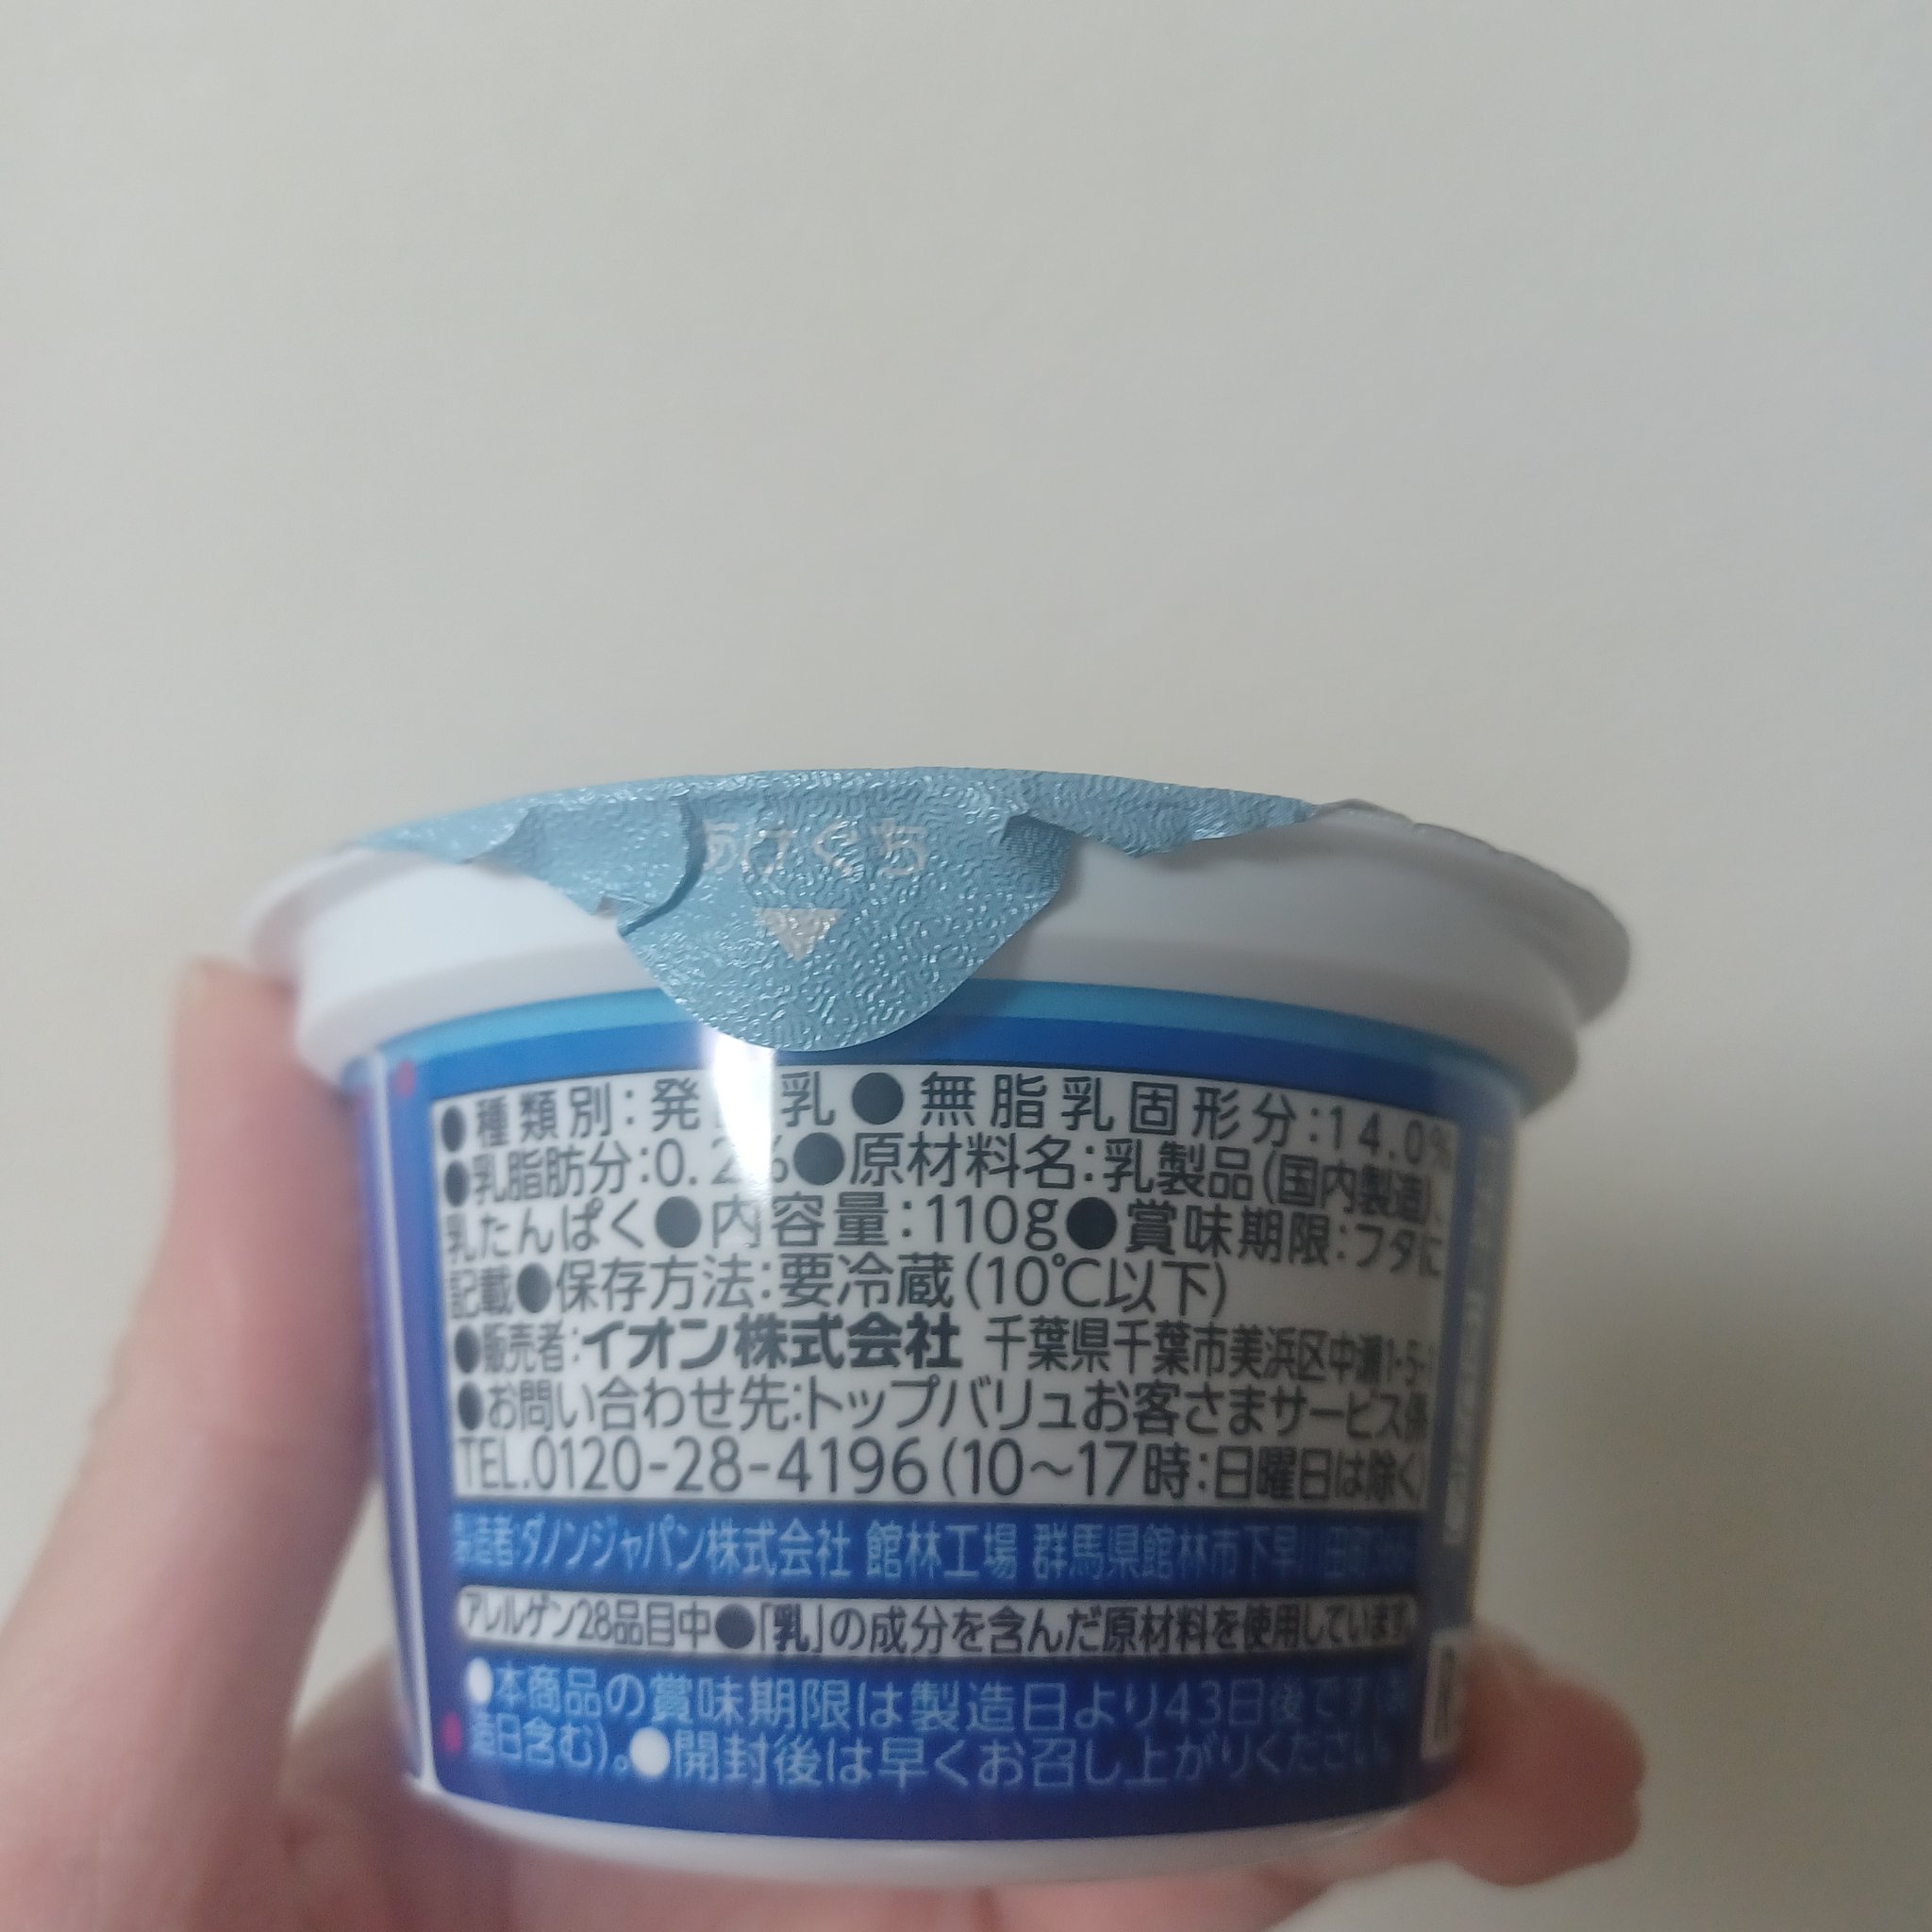 あけぐち
●種類別:発 乳●無脂乳固形分:14.0%
●乳脂肪分:0.2%●原材料名:乳製品(国内製造)、
乳たんぱく●内容量:110g●賞味期限:フタに
記載●保存方法:要冷蔵(10℃以下)
●販売者:イオン株式会社 千葉県千葉市美浜区中瀬1-5-1
●お問い合わせ先:トップバリュお客さまサービス係
TEL.0120-28-4196(10～17時:日曜日は除く)
製造者:ダノンジャパン株式会社 館林工場 群馬県館林市下早川田町
アレルゲン28品目中●「乳」の成分を含んだ原材料を使用しています。
●本商品の賞味期限は製造日より43日後です(製
造日含む)。●開封後は早くお召し上がりください。